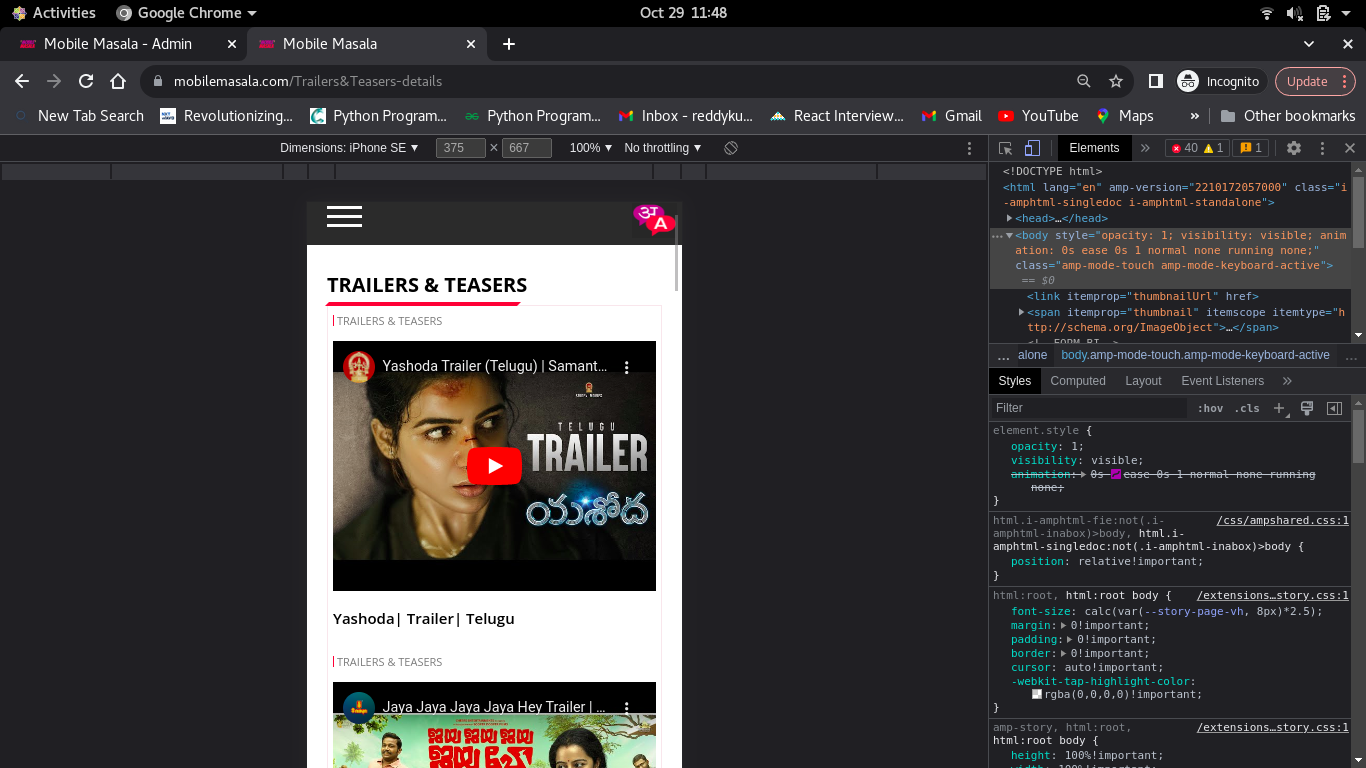 Activities
Google Chrome
Oct 29 11:48
Mobile Masala - Admin
Mobile Masala
mobilemasala.com/Trailers&Teasers-details
Incognito
Update
New Tab Search
Revolutionizing...
Python Program...
Python Program...
Inbox - reddyku...
React Interview...
Gmail
YouTube
Maps
»
Other bookmarks
Dimensions: iPhone SE
375 × 667
100%
No throttling
Elements
»
40
1
1
<!DOCTYPE html>
<html lang="en" amp-version="2210172057000" class="i
-amphtml-singledoc i-amphtml-standalone">
<head>…</head>
<body style="opacity: 1; visibility: visible; anim
ation: 0s ease 0s 1 normal none running none;"
class="amp-mode-touch amp-mode-keyboard-active">
== $0
<link itemprop="thumbnailUrl" href>
<span itemprop="thumbnail" itemscope itemtype="h
ttp://schema.org/ImageObject">…</span>
... alone body.amp-mode-touch.amp-mode-keyboard-active ...
Styles
Computed
Layout
Event Listeners
»
Filter
:hov .cls
element.style {
opacity: 1;
visibility: visible;
animation: 0s ease 0s 1 normal none running
none;
}
html.i-amphtml-fie:not(.i- /css/ampshared.css:1
amphtml-inabox)>body, html.i-
amphtml-singledoc:not(.i-amphtml-inabox)>body {
position: relative!important;
}
html:root, html:root body { /extensions…story.css:1
font-size: calc(var(--story-page-vh, 8px)*2.5);
margin: 0!important;
padding: 0!important;
border: 0!important;
cursor: auto!important;
-webkit-tap-highlight-color:
rgba(0,0,0,0)!important;
}
amp-story, html:root, /extensions…story.css:1
html:root body {
height: 100%!important;
अ
A
TRAILERS & TEASERS
| TRAILERS & TEASERS
Yashoda Trailer (Telugu) | Samant...
TELUGU
TRAILER
యశోద
Yashoda| Trailer| Telugu
| TRAILERS & TEASERS
Jaya Jaya Jaya Jaya Hey Trailer | ...
ജയ ജയ ജയ
ജയ ഹേ